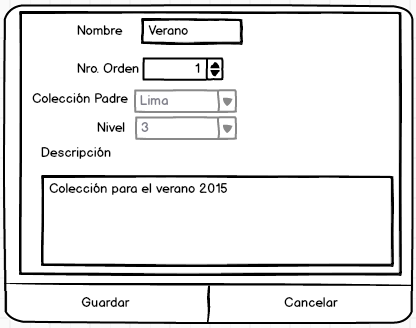 Nombre Verano
Nro. Orden 1
Colección Padre Lima
Nivel 3
Descripción
Colección para el verano 2015
Guardar Cancelar